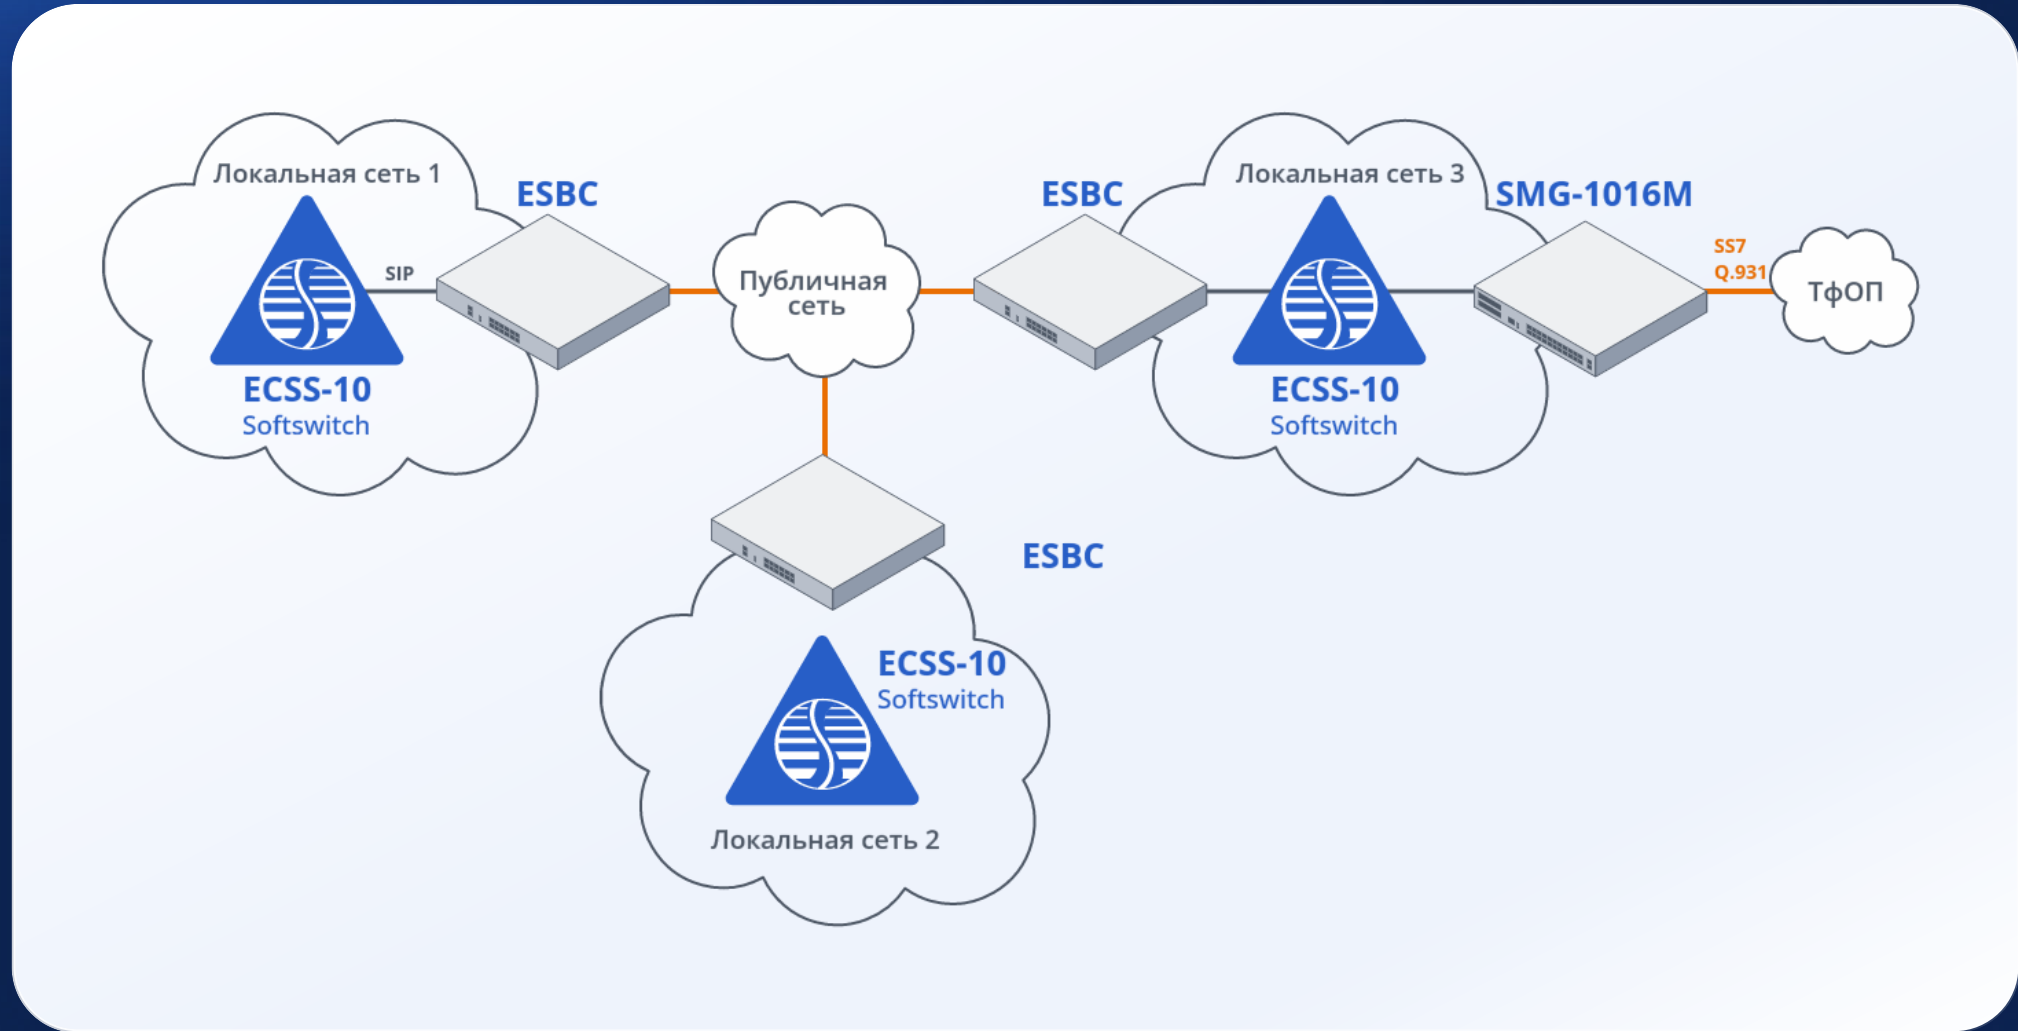 Локальная сеть 1
ESBC
SIP
ECSS-10
Softswitch
Публичная
сеть
ESBC
Локальная сеть 3
SMG-1016M
SS7
Q.931
ТфОП
ECSS-10
Softswitch
ESBC
ECSS-10
Softswitch
Локальная сеть 2